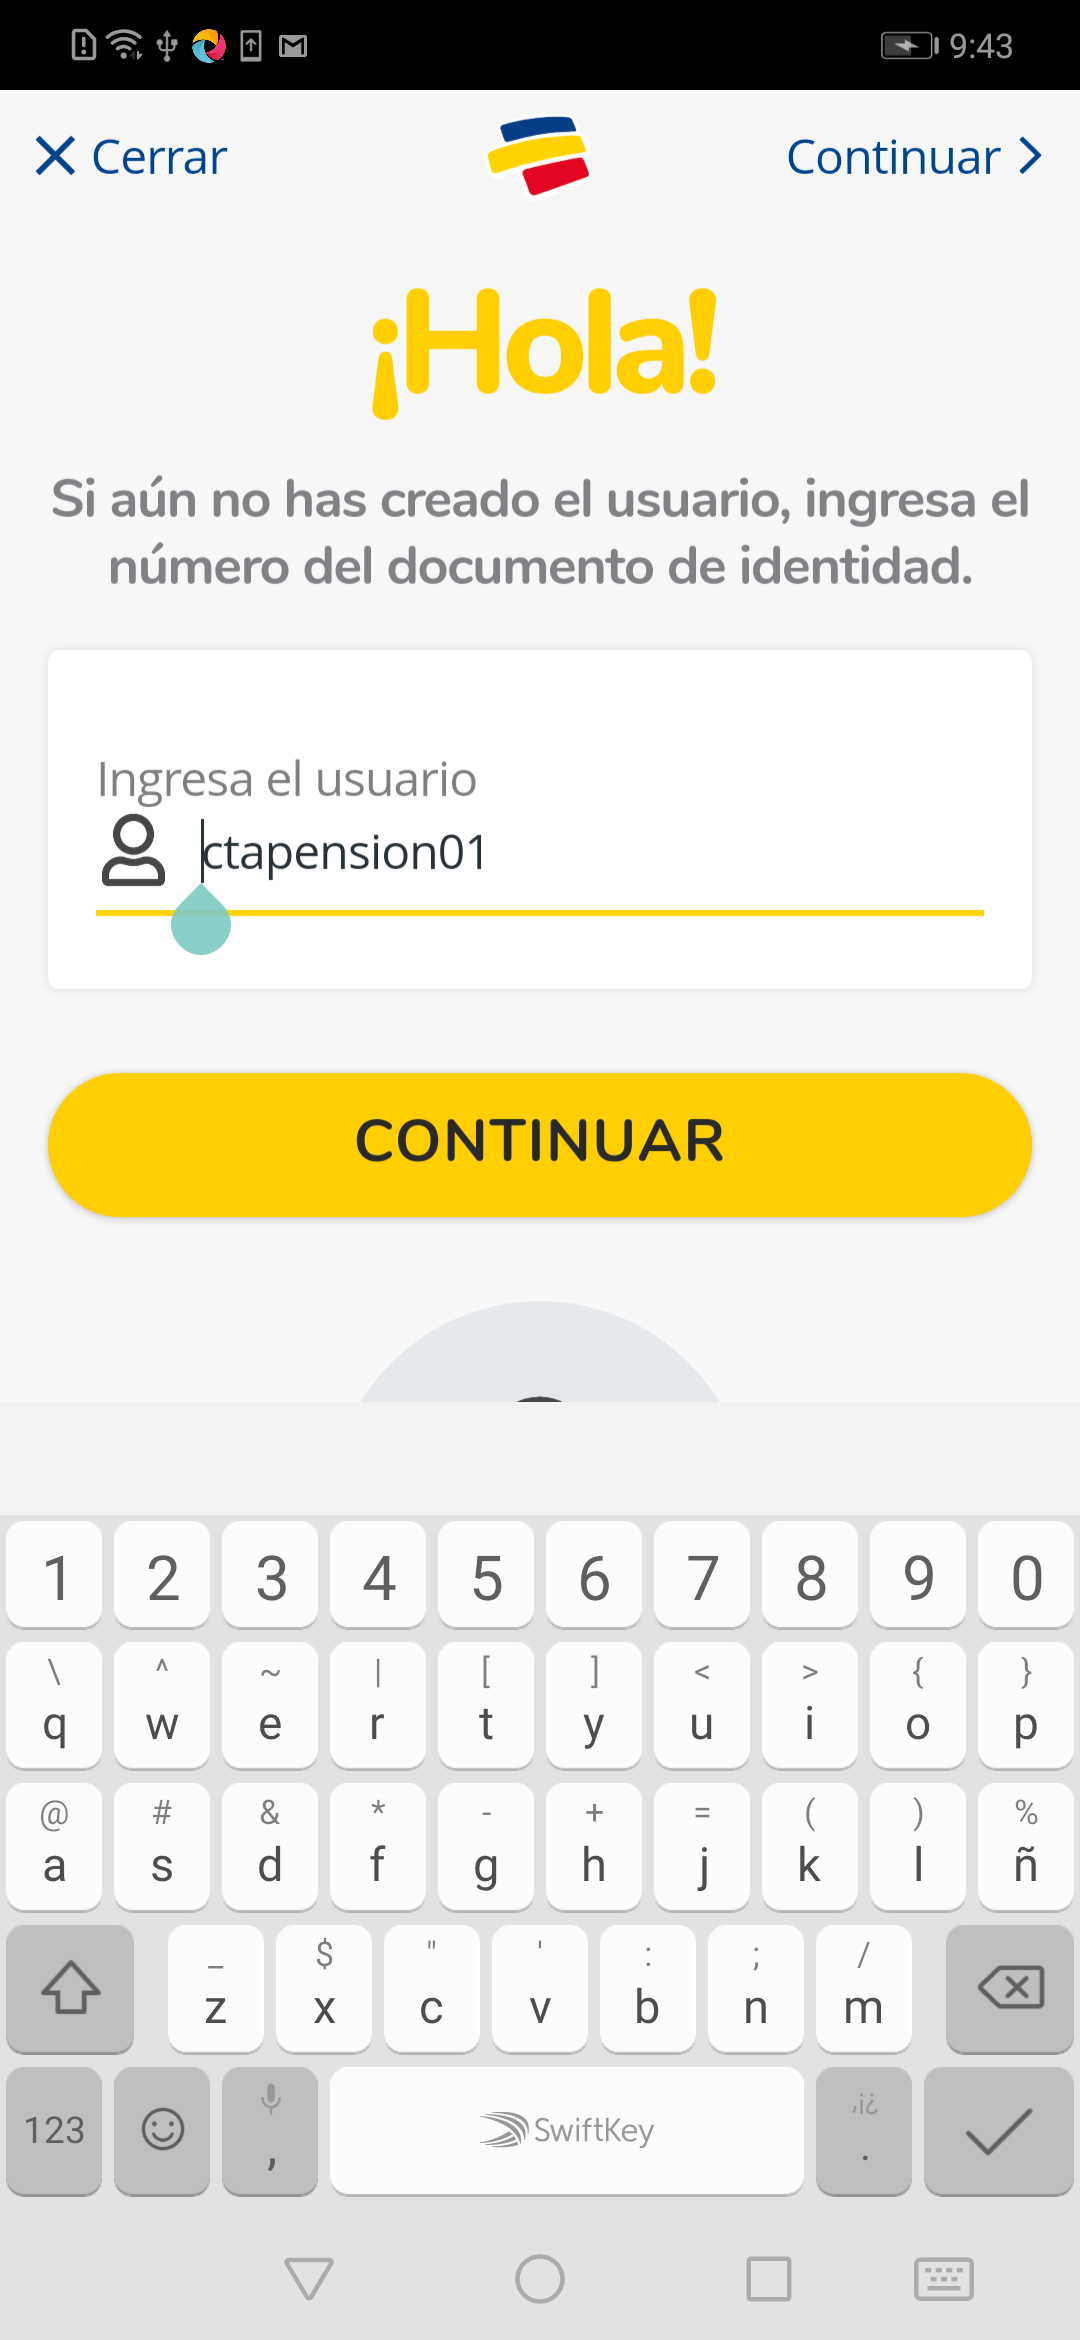 9:43
Cerrar
Continuar
¡Hola!
Si aún no has creado el usuario, ingresa el
número del documento de identidad.
Ingresa el usuario
ctapension01
CONTINUAR
1 2 3 4 5 6 7 8 9 0
\ ^ ~ | [ ] < > { }
q w e r t y u i o p
@ # & * - + = ( ) %
a s d f g h j k l ñ
_ $ " ' : ; /
z x c v b n m
123 , SwiftKey ,¡¿ .